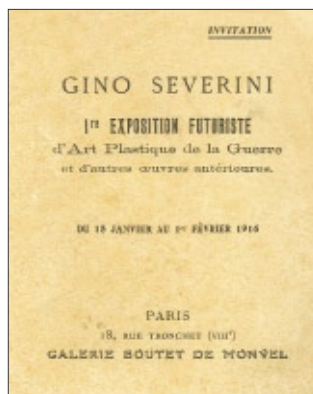 INVITATION
GINO SEVERINI
1re EXPOSITION FUTURISTE
d'Art Plastique de la Guerre
et d'autres œuvres antérieures.
DU 15 JANVIER AU 1er FÉVRIER 1916
PARIS
18, RUE TRONCHET (VIIIe)
GALERIE BOUTET DE MONVEL